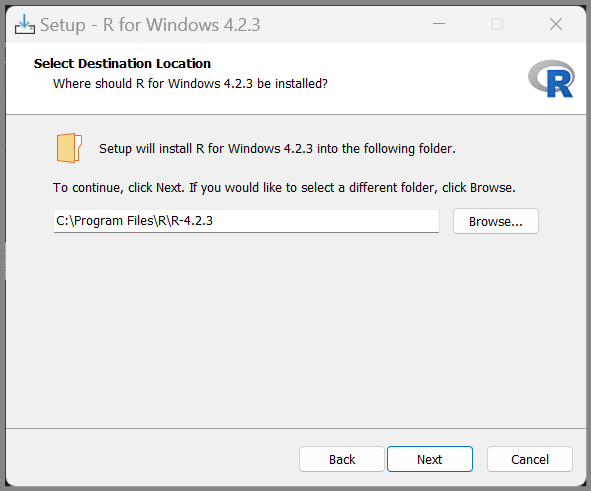 Setup - R for Windows 4.2.3
Select Destination Location
Where should R for Windows 4.2.3 be installed?
R
Setup will install R for Windows 4.2.3 into the following folder.
To continue, click Next. If you would like to select a different folder, click Browse.
C:\Program Files\R\R-4.2.3 Browse...
Back Next Cancel